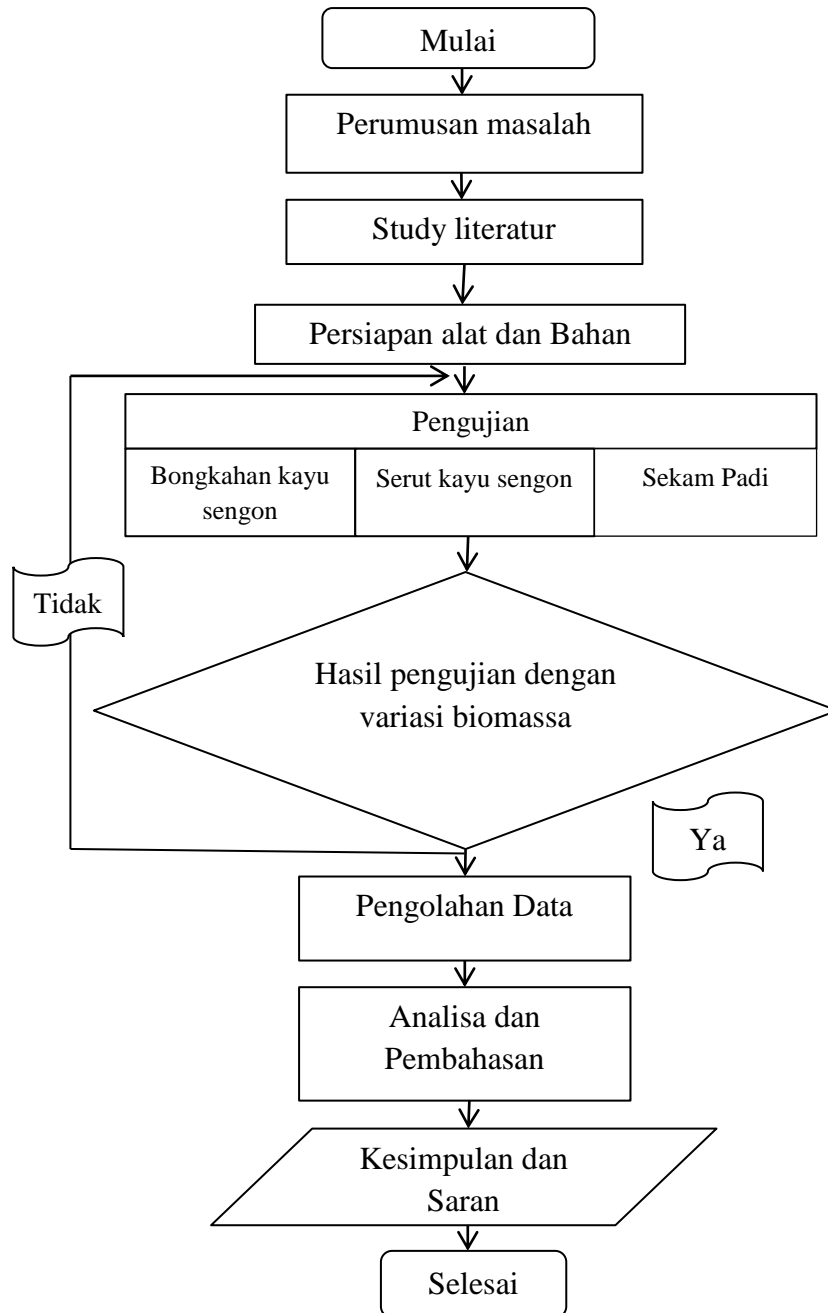 Mulai
Perumusan masalah
Study literatur
Persiapan alat dan Bahan
Pengujian
Bongkahan kayu
sengon
Serut kayu sengon
Sekam Padi
Tidak
Hasil pengujian dengan
variasi biomassa
Ya
Pengolahan Data
Analisa dan
Pembahasan
Kesimpulan dan
Saran
Selesai